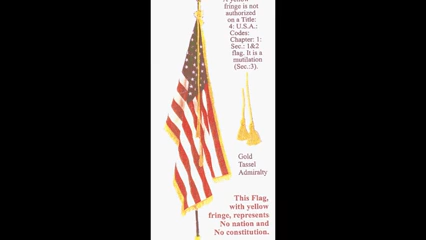 A yellow
fringe is not
authorized
on a Title:
4: U.S.A.:
Codes:
Chapter: 1:
Sec.: 1&2
flag. It is a
mutilation
(Sec.:3).
Gold
Tassel
Admiralty
This Flag,
with yellow
fringe, represents
No nation and
No constitution.